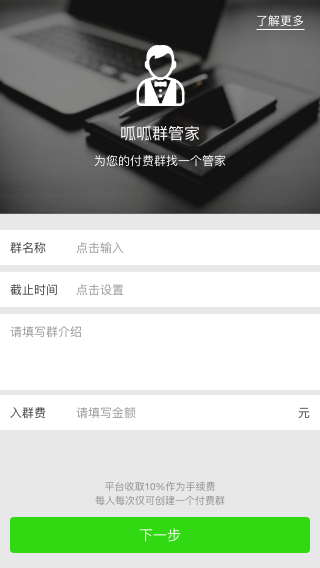 了解更多
呱呱群管家
为您的付费群找一个管家
群名称 点击输入
截止时间 点击设置
请填写群介绍
入群费 请填写金额 元
平台收取10%作为手续费
每人每次仅可创建一个付费群
下一步